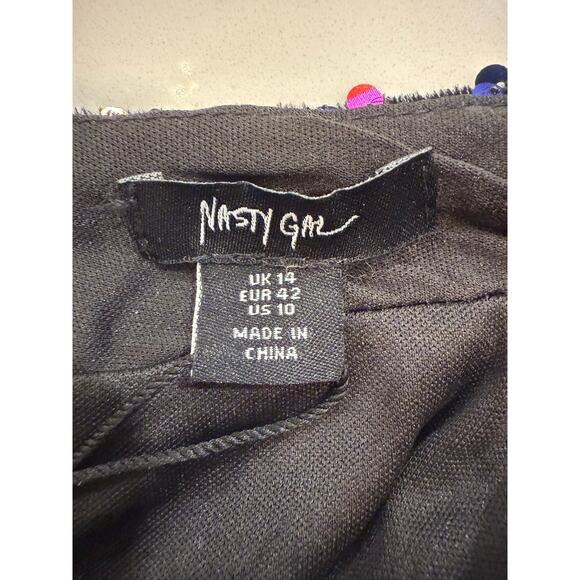 NASTY GAL
UK 14
EUR 42
US 10
MADE IN
CHINA